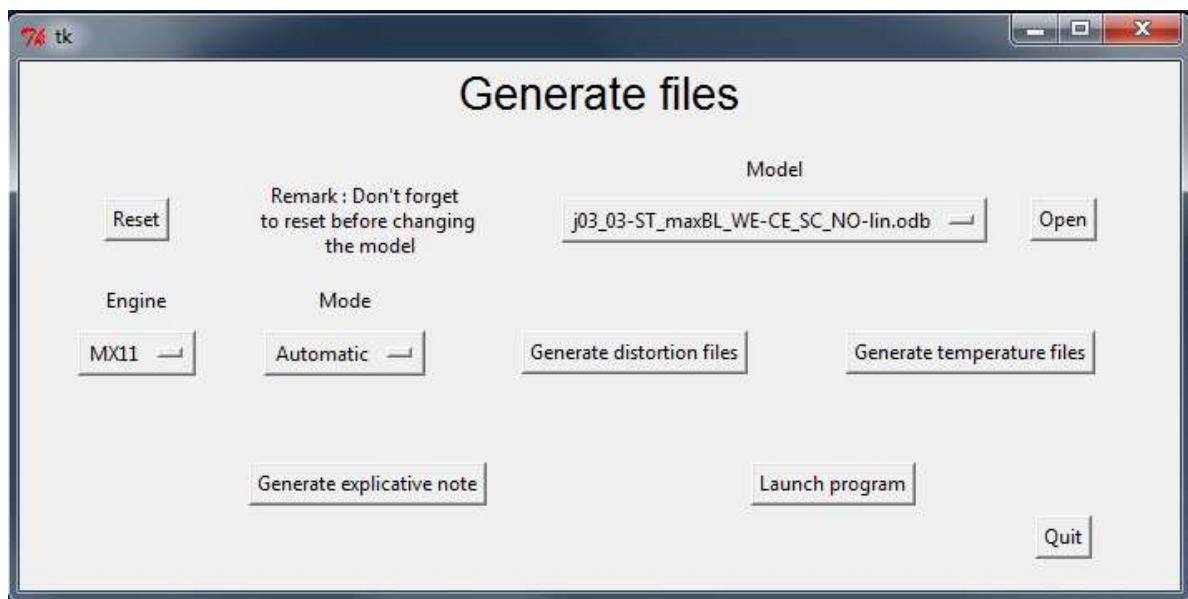 tk
Generate files
Model
Reset
Remark : Don't forget
to reset before changing
the model
j03_03-ST_maxBL_WE-CE_SC_NO-lin.odb
Open
Engine
Mode
MX11
Automatic
Generate distortion files
Generate temperature files
Generate explicative note
Launch program
Quit